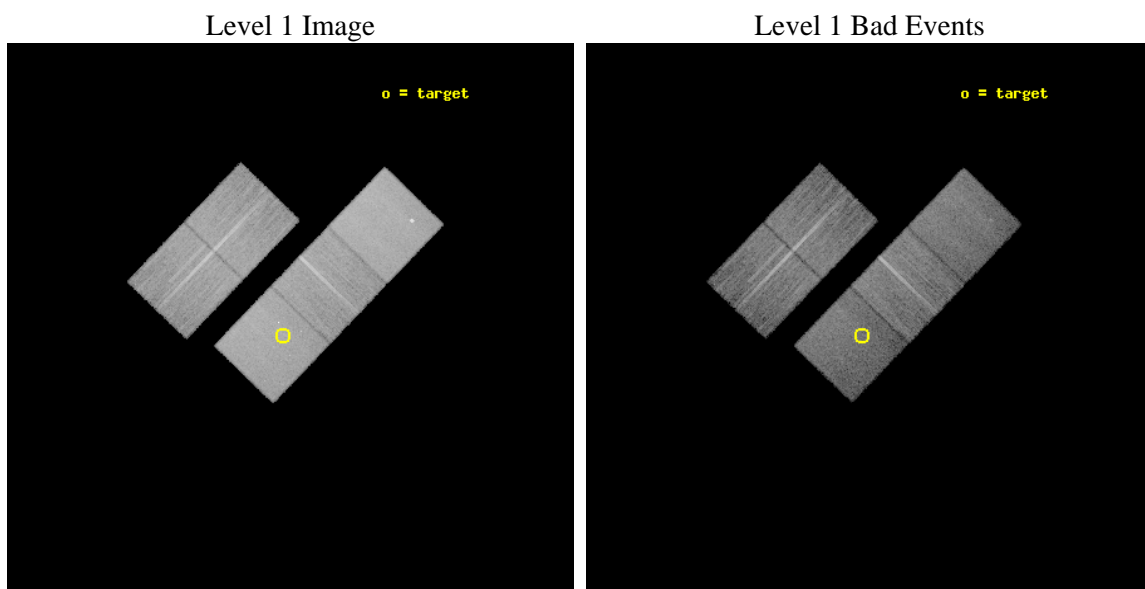 Level 1 Image
Level 1 Bad Events
o = target
o = target